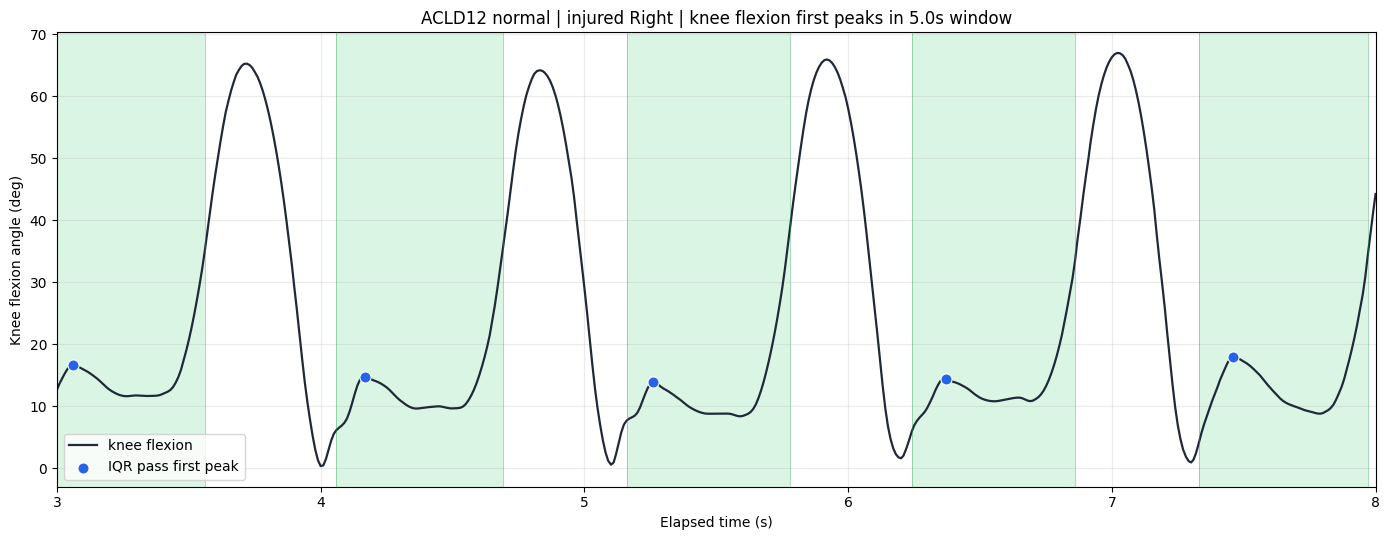 ACLD12 normal | injured Right | knee flexion first peaks in 5.0s window
Knee flexion angle (deg)
70
60
50
40
30
20
10
0
knee flexion
IQR pass first peak
3 4 5 6 7 8
Elapsed time (s)